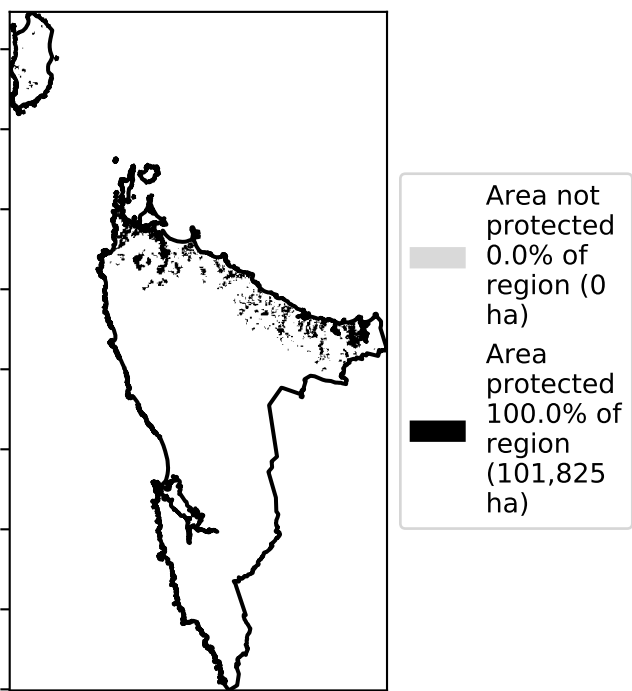 Area not
protected
0.0% of
region (0
ha)
Area
protected
100.0% of
region
(101,825
ha)